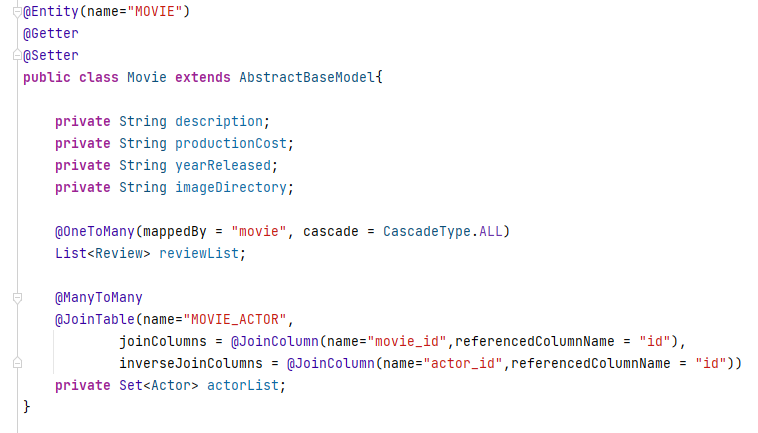 @Entity(name="MOVIE")
@Getter
@Setter
public class Movie extends AbstractBaseModel{
private String description;
private String productionCost;
private String yearReleased;
private String imageDirectory;
@OneToMany(mappedBy = "movie", cascade = CascadeType.ALL)
List<Review> reviewList;
@ManyToMany
@JoinTable(name="MOVIE_ACTOR",
joinColumns = @JoinColumn(name="movie_id",referencedColumnName = "id"),
inverseJoinColumns = @JoinColumn(name="actor_id",referencedColumnName = "id"))
private Set<Actor> actorList;
}